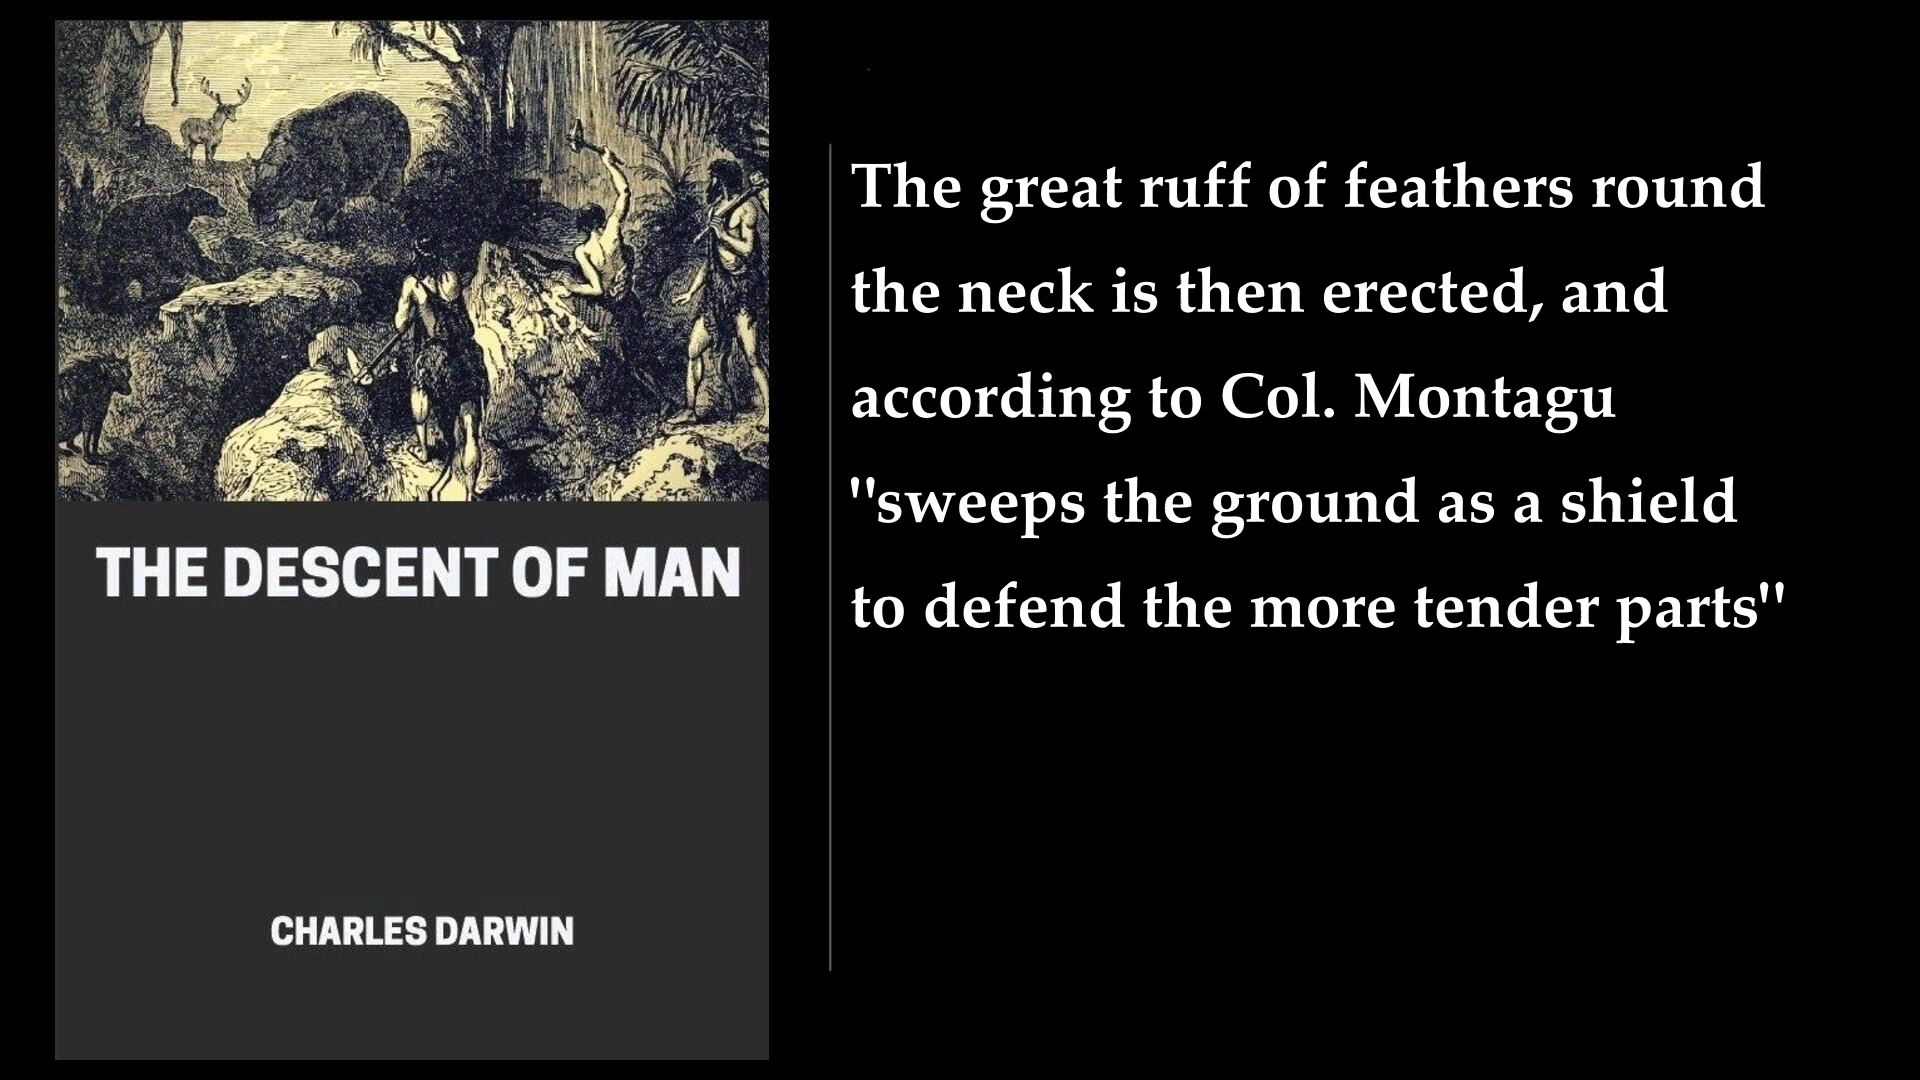 THE DESCENT OF MAN
CHARLES DARWIN
The great ruff of feathers round
the neck is then erected, and
according to Col. Montagu
"sweeps the ground as a shield
to defend the more tender parts"